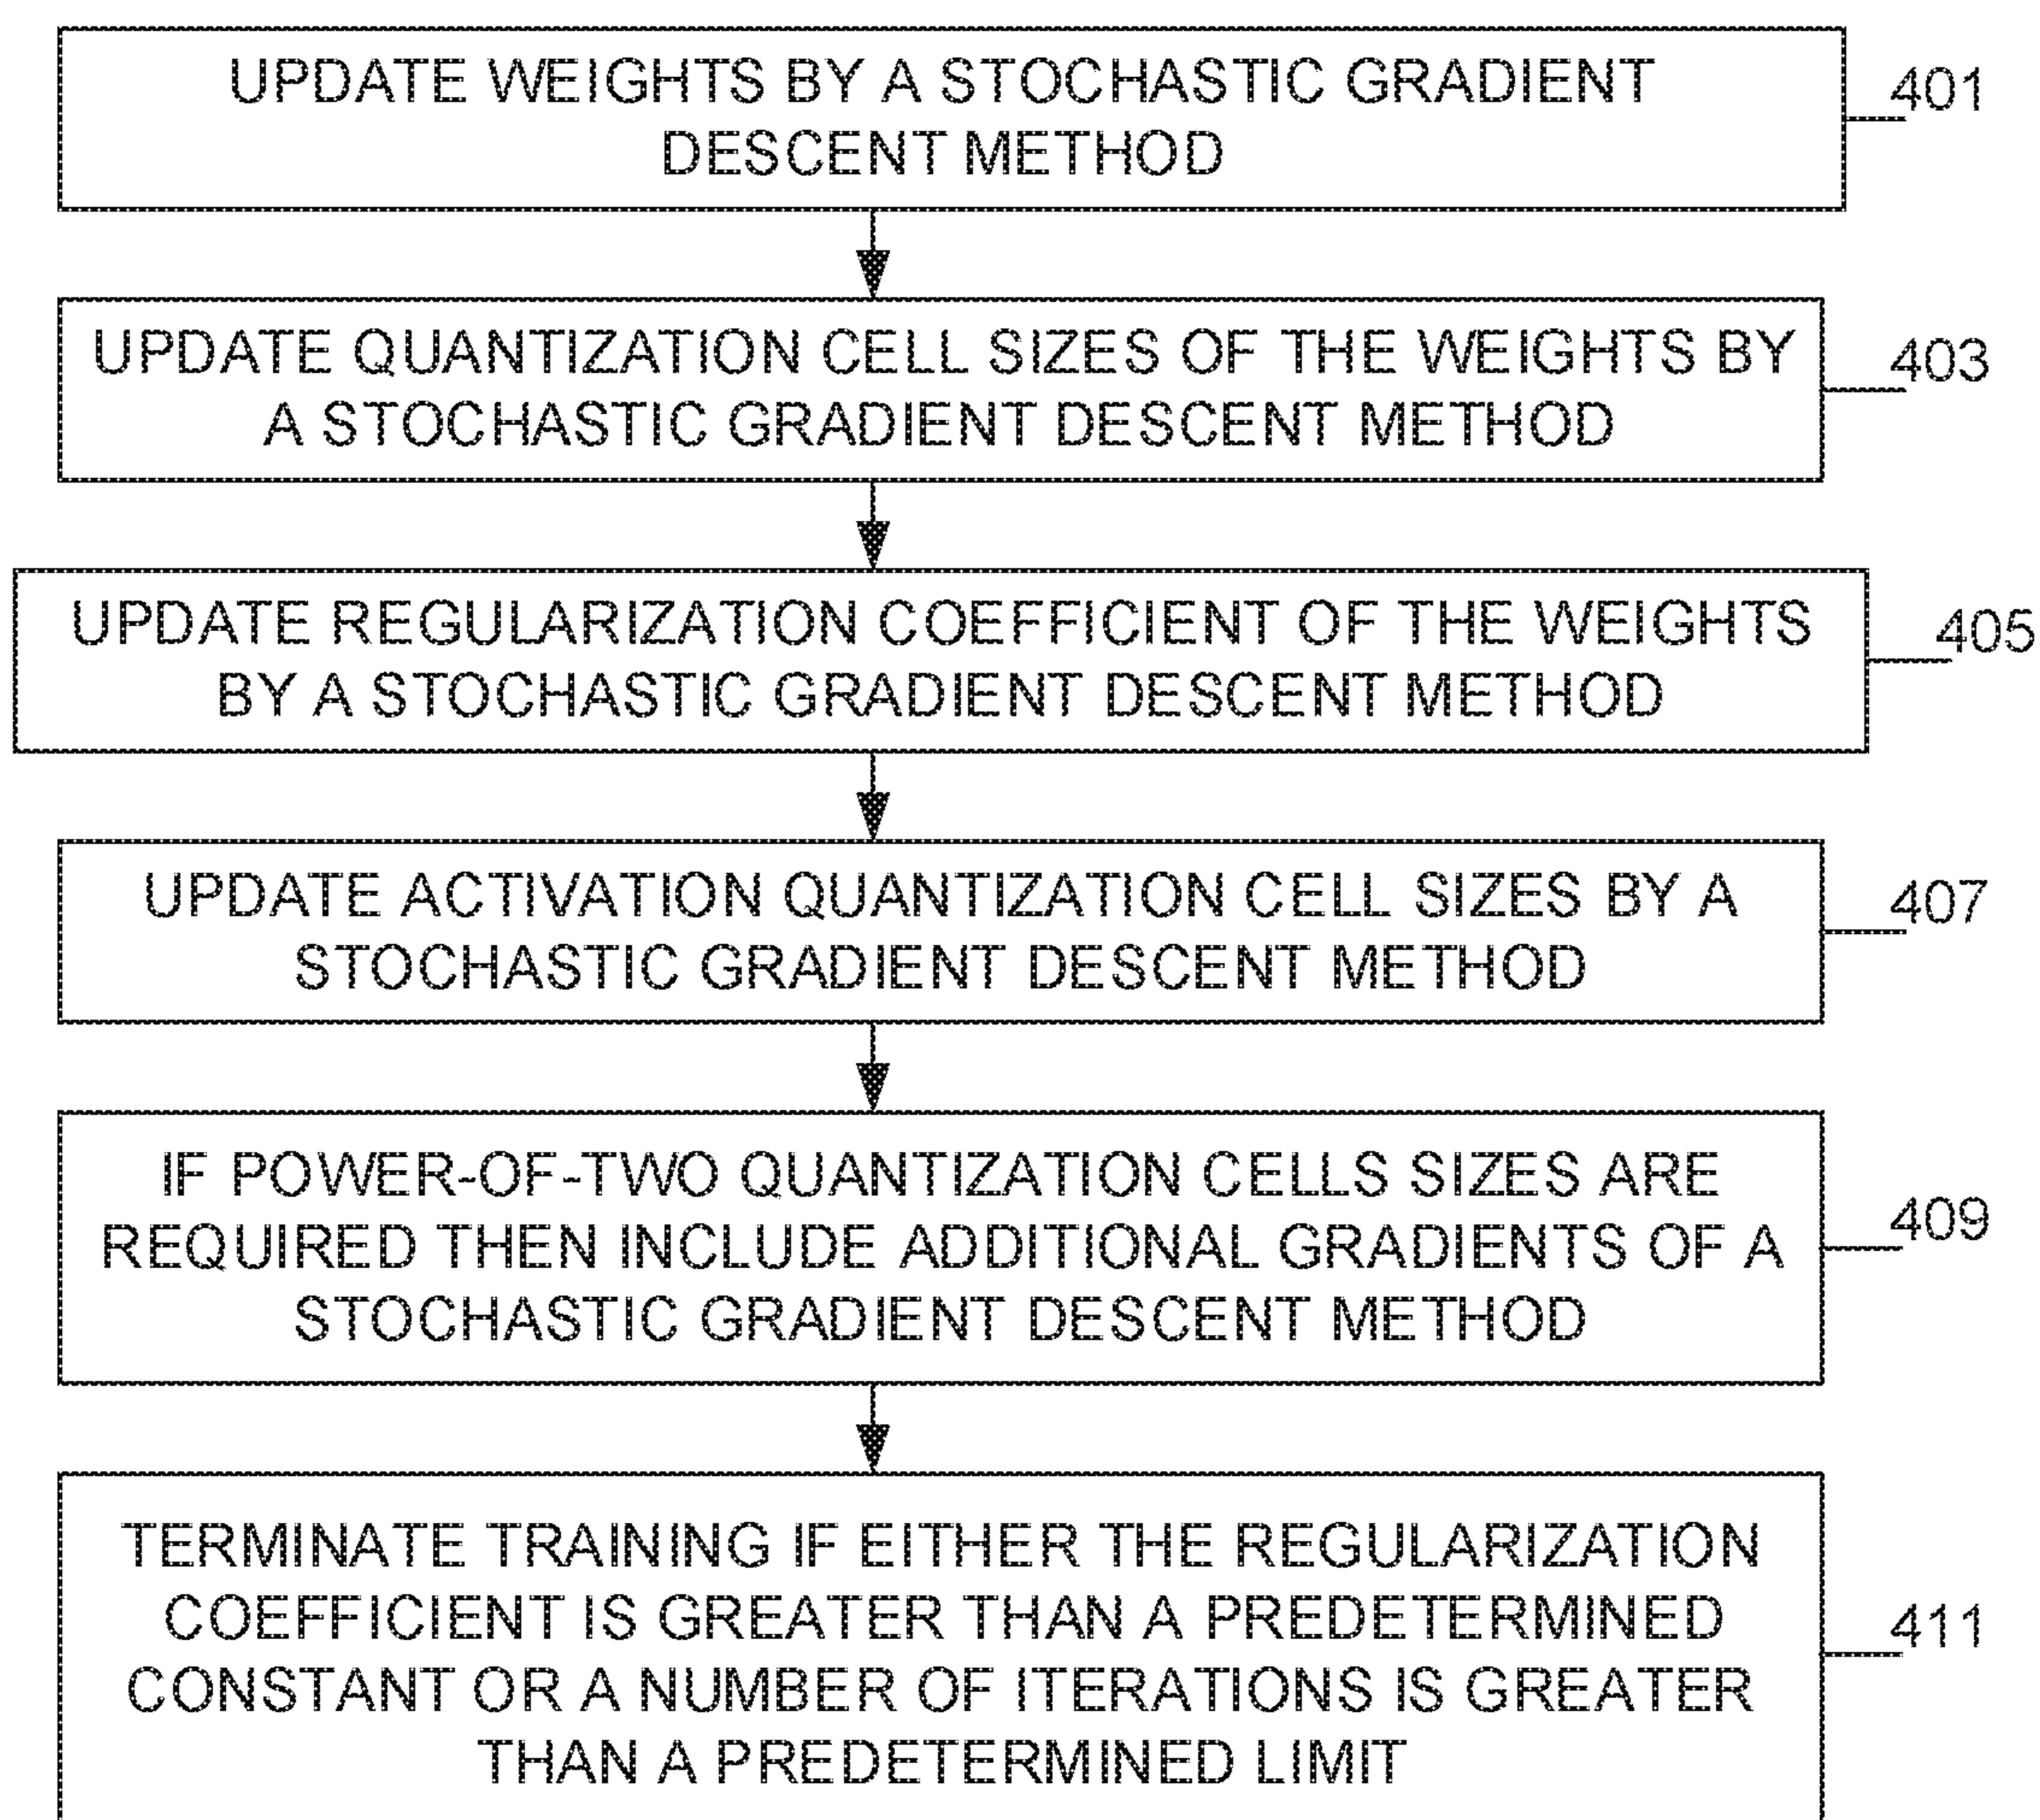 UPDATE WEIGHTS BY A STOCHASTIC GRADIENT
DESCENT METHOD
401
UPDATE QUANTIZATION CELL SIZES OF THE WEIGHTS BY
A STOCHASTIC GRADIENT DESCENT METHOD
403
UPDATE REGULARIZATION COEFFICIENT OF THE WEIGHTS
BY A STOCHASTIC GRADIENT DESCENT METHOD
405
UPDATE ACTIVATION QUANTIZATION CELL SIZES BY A
STOCHASTIC GRADIENT DESCENT METHOD
407
IF POWER-OF-TWO QUANTIZATION CELLS SIZES ARE
REQUIRED THEN INCLUDE ADDITIONAL GRADIENTS OF A
STOCHASTIC GRADIENT DESCENT METHOD
409
TERMINATE TRAINING IF EITHER THE REGULARIZATION
COEFFICIENT IS GREATER THAN A PREDETERMINED
CONSTANT OR A NUMBER OF ITERATIONS IS GREATER
THAN A PREDETERMINED LIMIT
411